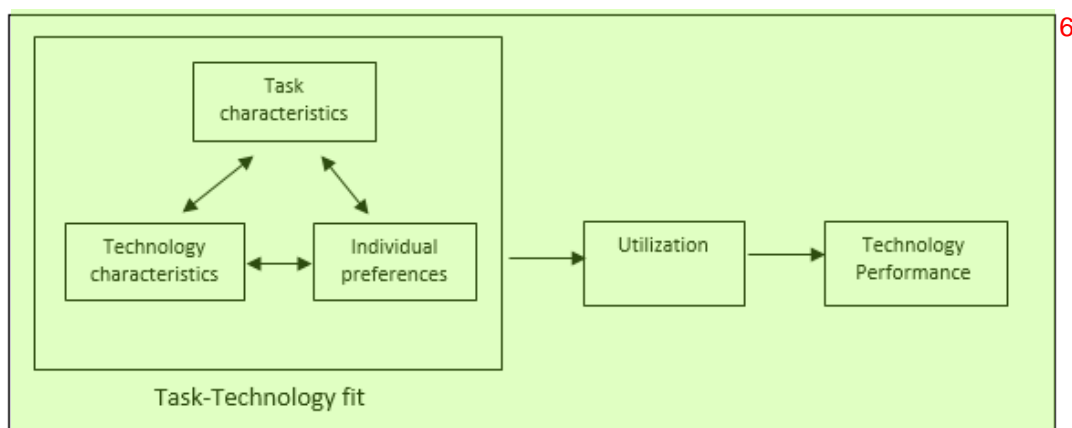 6
Task
characteristics
Technology
characteristics
Individual
preferences
Utilization
Technology
Performance
Task-Technology fit